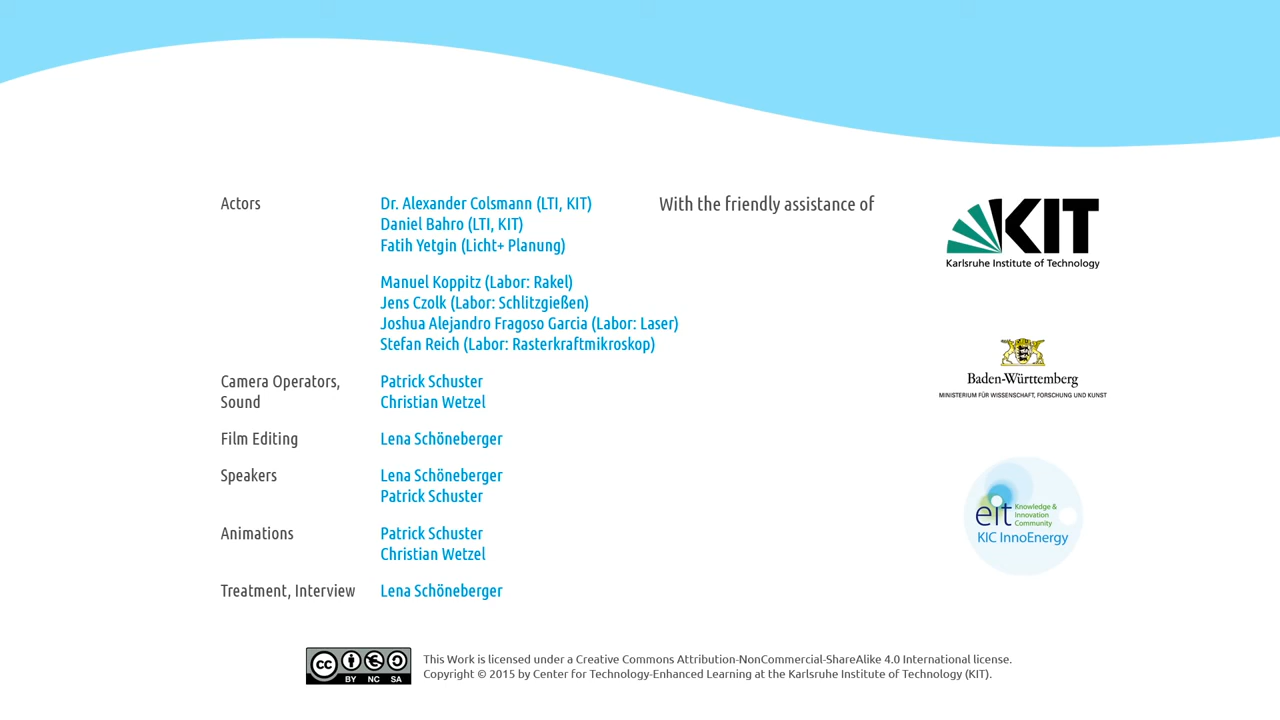 Actors
Dr. Alexander Colsmann (LTI, KIT)
Daniel Bahro (LTI, KIT)
Fatih Yetgin (Licht+ Planung)
Manuel Koppitz (Labor: Rakel)
Jens Czolk (Labor: Schlitzgießen)
Joshua Alejandro Fragoso Garcia (Labor: Laser)
Stefan Reich (Labor: Rasterkraftmikroskop)
Camera Operators,
Sound
Patrick Schuster
Christian Wetzel
Film Editing
Lena Schöneberger
Speakers
Lena Schöneberger
Patrick Schuster
Animations
Patrick Schuster
Christian Wetzel
Treatment, Interview
Lena Schöneberger
With the friendly assistance of
KIT
Karlsruhe Institute of Technology
Baden-Württemberg
MINISTERIUM FÜR WISSENSCHAFT, FORSCHUNG UND KUNST
eit
Knowledge &
Innovation
Community
KIC InnoEnergy
cc
BY NC SA
This Work is licensed under a Creative Commons Attribution-NonCommercial-ShareAlike 4.0 International license.
Copyright © 2015 by Center for Technology-Enhanced Learning at the Karlsruhe Institute of Technology (KIT).